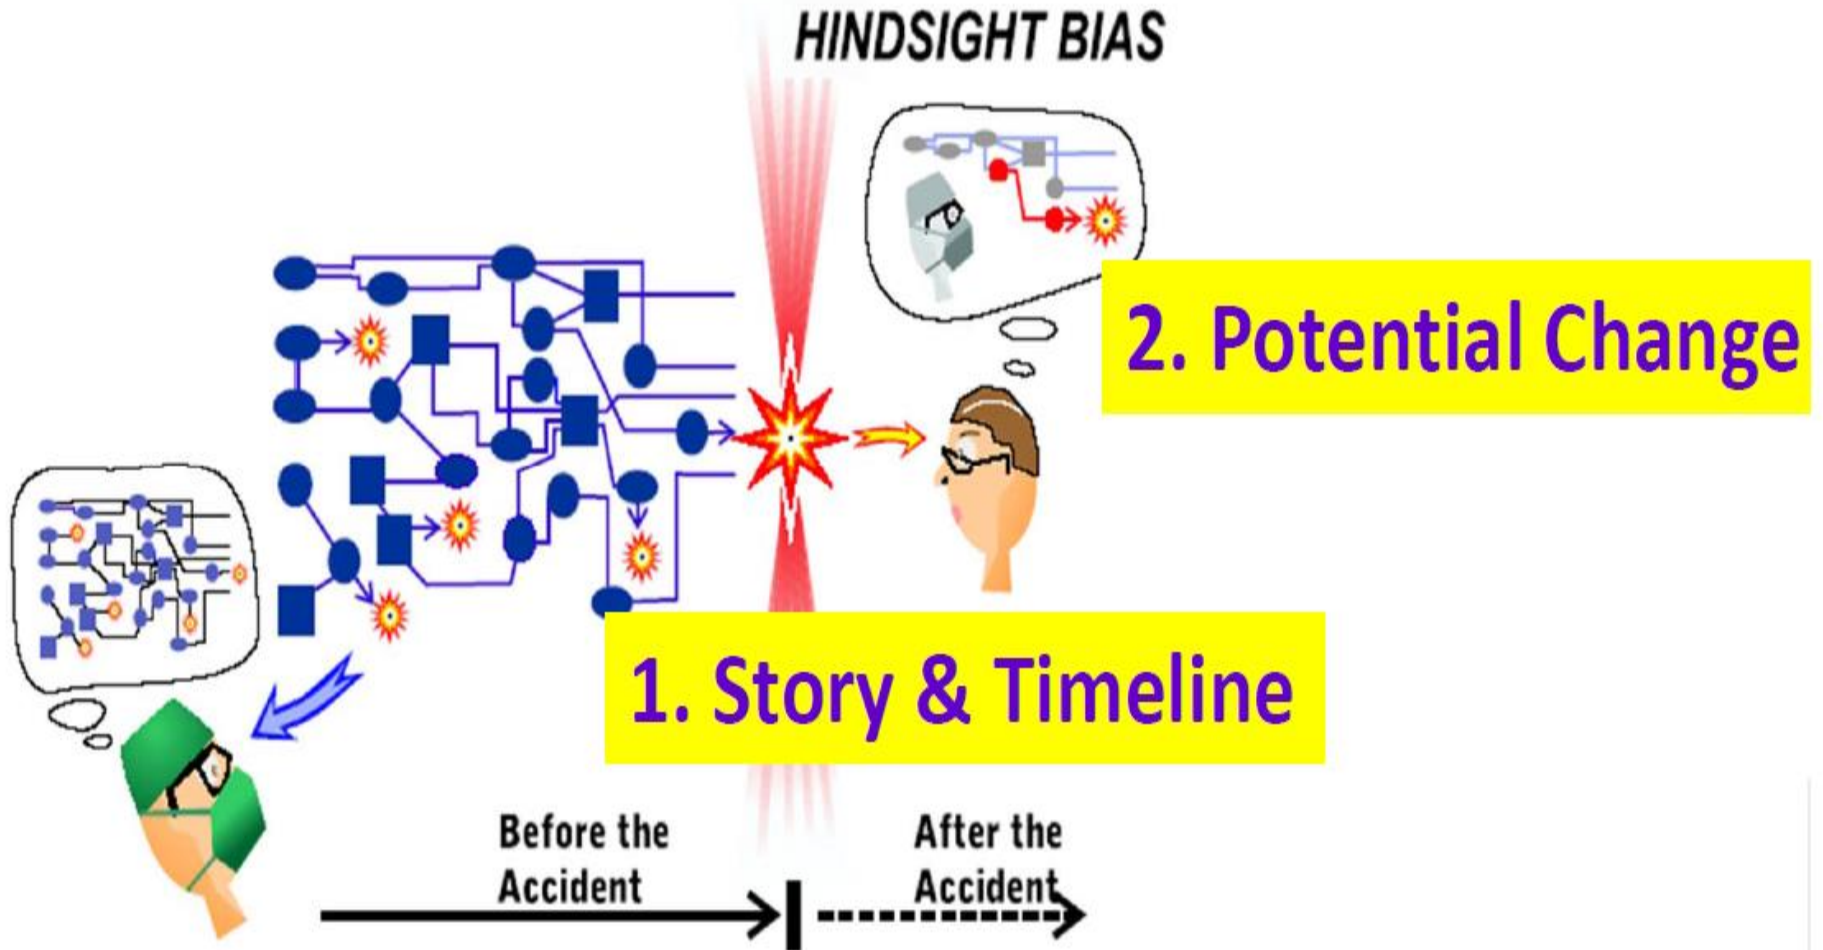 HINDSIGHT BIAS
2. Potential Change
1. Story & Timeline
Before the
Accident
After the
Accident